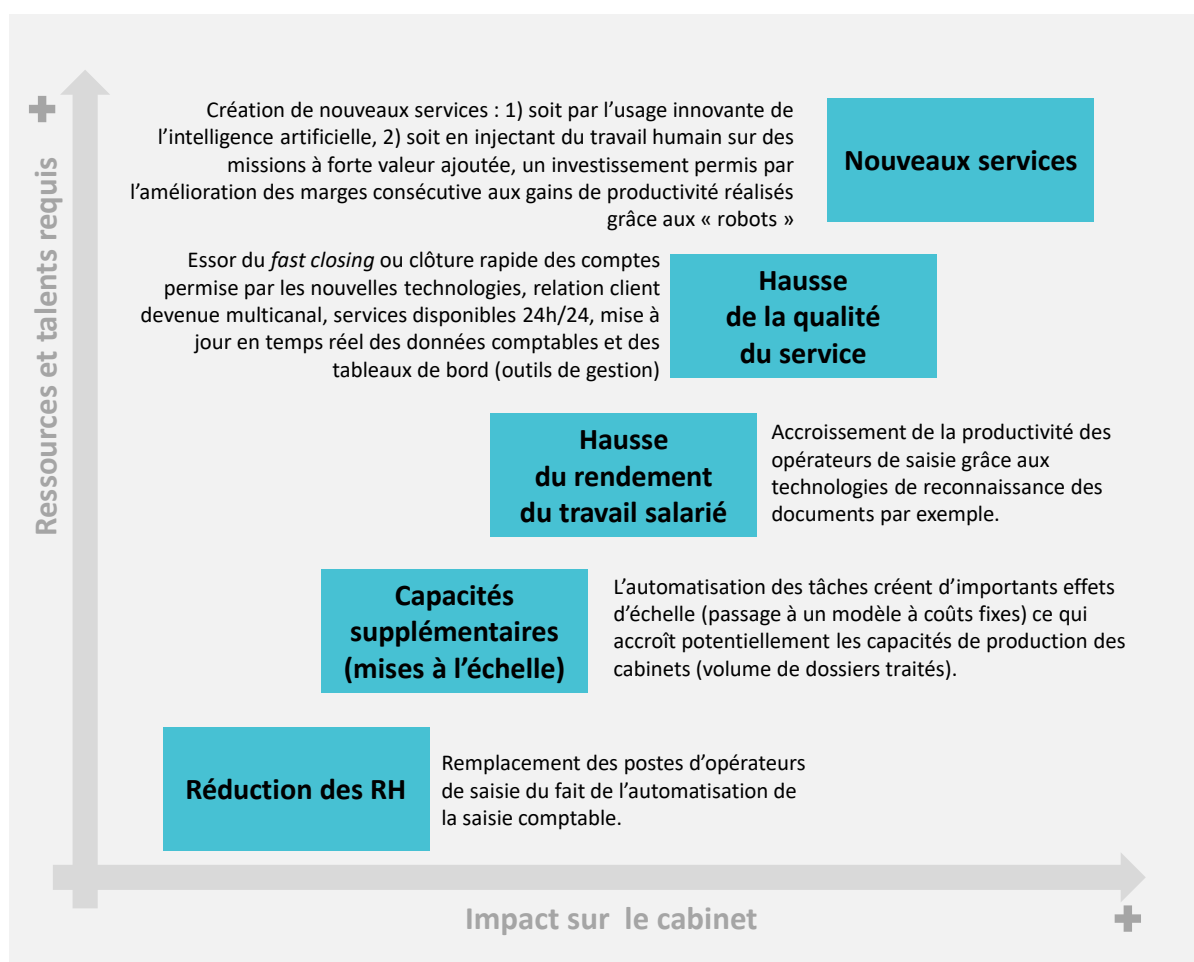 Création de nouveaux services : 1) soit par l’usage innovante de
l’intelligence artificielle, 2) soit en injectant du travail humain sur des
missions à forte valeur ajoutée, un investissement permis par
l’amélioration des marges consécutive aux gains de productivité réalisés
grâce aux « robots »
Nouveaux services
Essor du fast closing ou clôture rapide des comptes
permise par les nouvelles technologies, relation client
devenue multicanal, services disponibles 24h/24, mise à
jour en temps réel des données comptables et des
tableaux de bord (outils de gestion)
Hausse
de la qualité
du service
Hausse
du rendement
du travail salarié
Accroissement de la productivité des
opérateurs de saisie grâce aux
technologies de reconnaissance des
documents par exemple.
Capacités
supplémentaires
(mises à l’échelle)
L’automatisation des tâches créent d’importants effets
d’échelle (passage à un modèle à coûts fixes) ce qui
accroît potentiellement les capacités de production des
cabinets (volume de dossiers traités).
Réduction des RH
Remplacement des postes d’opérateurs
de saisie du fait de l’automatisation de
la saisie comptable.
Ressources et talents requis
Impact sur le cabinet